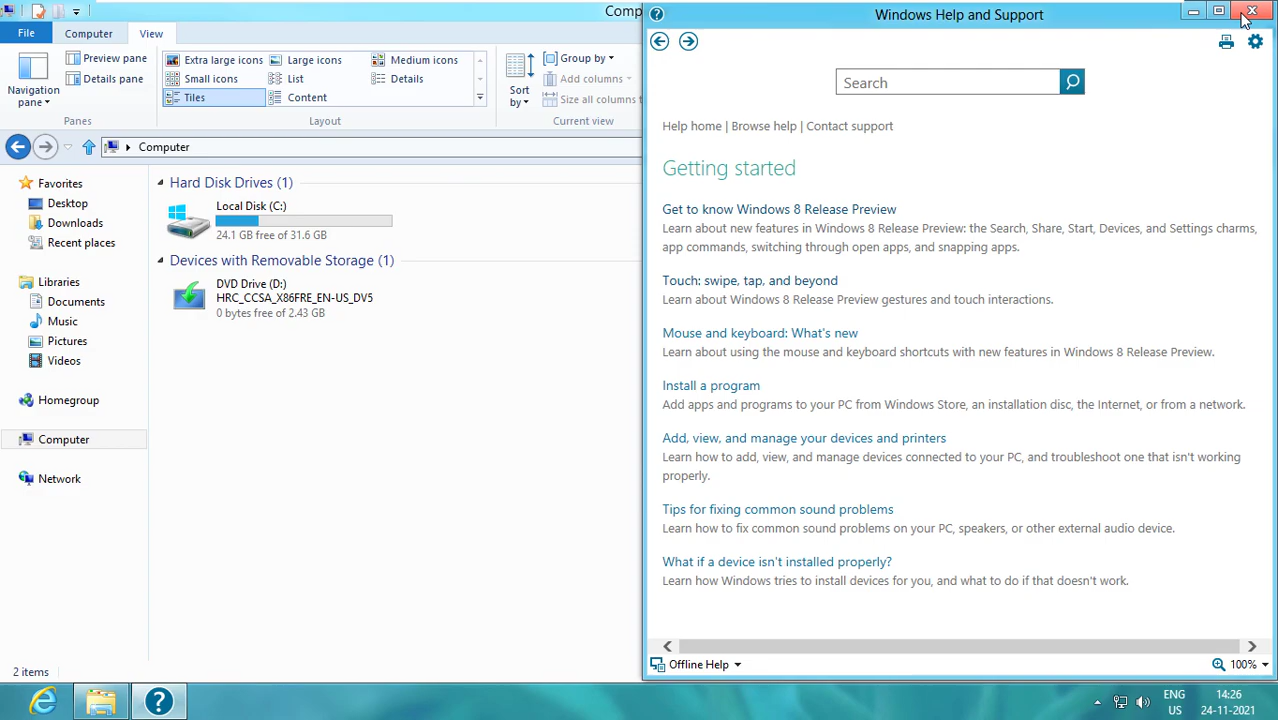 Comp
File
Computer
View
Navigation
pane
Preview pane
Details pane
Panes
Extra large icons
Large icons
Medium icons
Small icons
List
Details
Tiles
Content
Layout
Sort
by
Group by
Add columns
Size all columns t
Current view
Computer
Favorites
Desktop
Downloads
Recent places
Libraries
Documents
Music
Pictures
Videos
Homegroup
Computer
Network
Hard Disk Drives (1)
Local Disk (C:)
24.1 GB free of 31.6 GB
Devices with Removable Storage (1)
DVD Drive (D:)
HRC_CCSA_X86FRE_EN-US_DV5
0 bytes free of 2.43 GB
2 items
Windows Help and Support
Search
Help home | Browse help | Contact support
Getting started
Get to know Windows 8 Release Preview
Learn about new features in Windows 8 Release Preview: the Search, Share, Start, Devices, and Settings charms,
app commands, switching through open apps, and snapping apps.
Touch: swipe, tap, and beyond
Learn about Windows 8 Release Preview gestures and touch interactions.
Mouse and keyboard: What's new
Learn about using the mouse and keyboard shortcuts with new features in Windows 8 Release Preview.
Install a program
Add apps and programs to your PC from Windows Store, an installation disc, the Internet, or from a network.
Add, view, and manage your devices and printers
Learn how to add, view, and manage devices connected to your PC, and troubleshoot one that isn't working
properly.
Tips for fixing common sound problems
Learn how to fix common sound problems on your PC, speakers, or other external audio device.
What if a device isn't installed properly?
Learn how Windows tries to install devices for you, and what to do if that doesn't work.
Offline Help
100%
ENG
US
14:26
24-11-2021